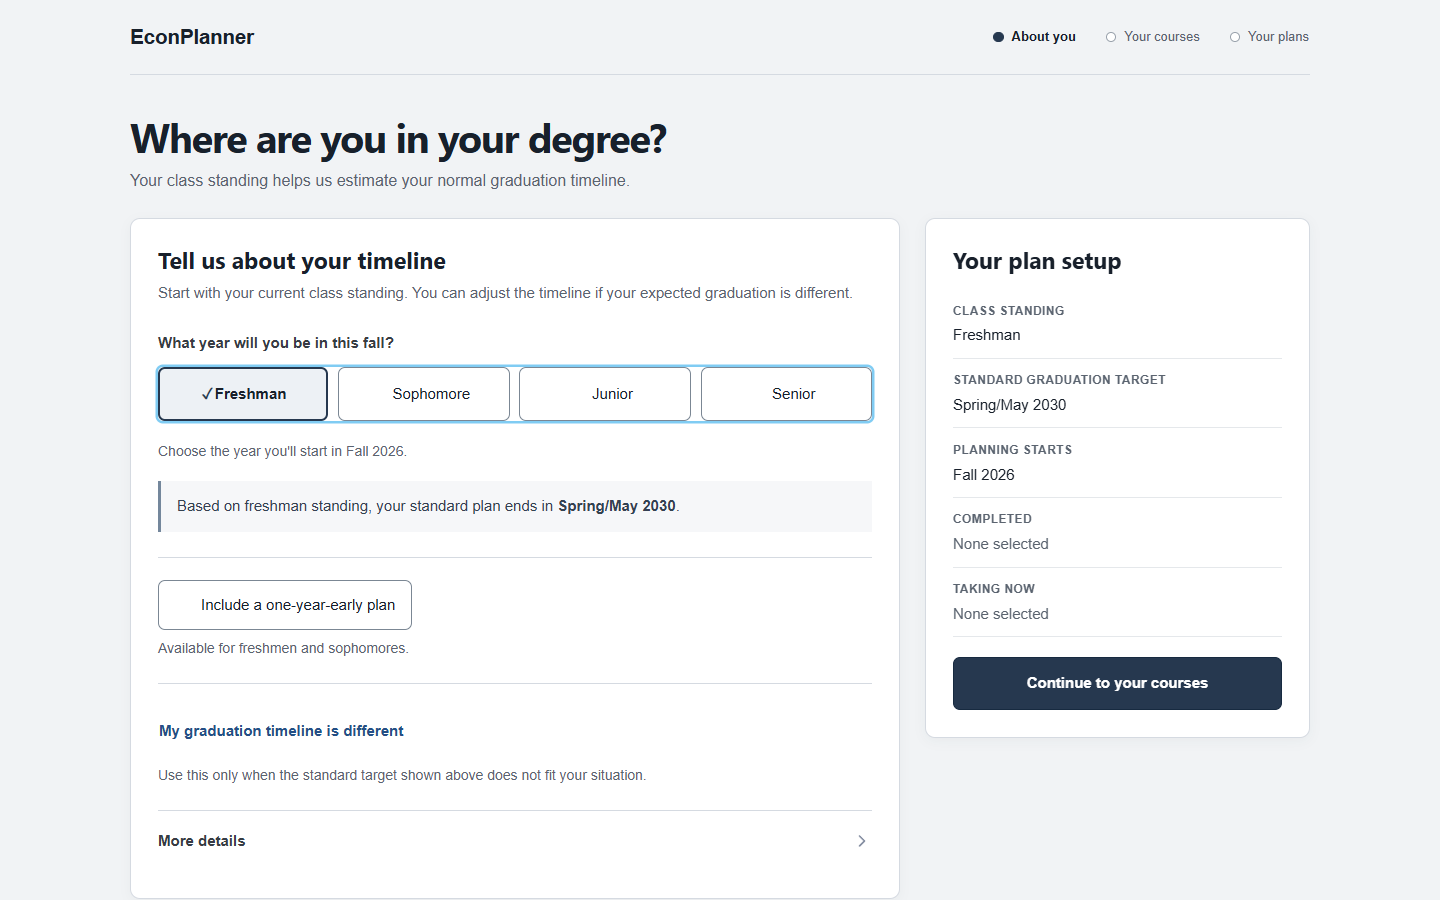 EconPlanner
About you
Your courses
Your plans
Where are you in your degree?
Your class standing helps us estimate your normal graduation timeline.
Tell us about your timeline
Start with your current class standing. You can adjust the timeline if your expected graduation is different.
What year will you be in this fall?
✓Freshman
Sophomore
Junior
Senior
Choose the year you'll start in Fall 2026.
Based on freshman standing, your standard plan ends in Spring/May 2030.
Include a one-year-early plan
Available for freshmen and sophomores.
My graduation timeline is different
Use this only when the standard target shown above does not fit your situation.
More details
Your plan setup
CLASS STANDING
Freshman
STANDARD GRADUATION TARGET
Spring/May 2030
PLANNING STARTS
Fall 2026
COMPLETED
None selected
TAKING NOW
None selected
Continue to your courses